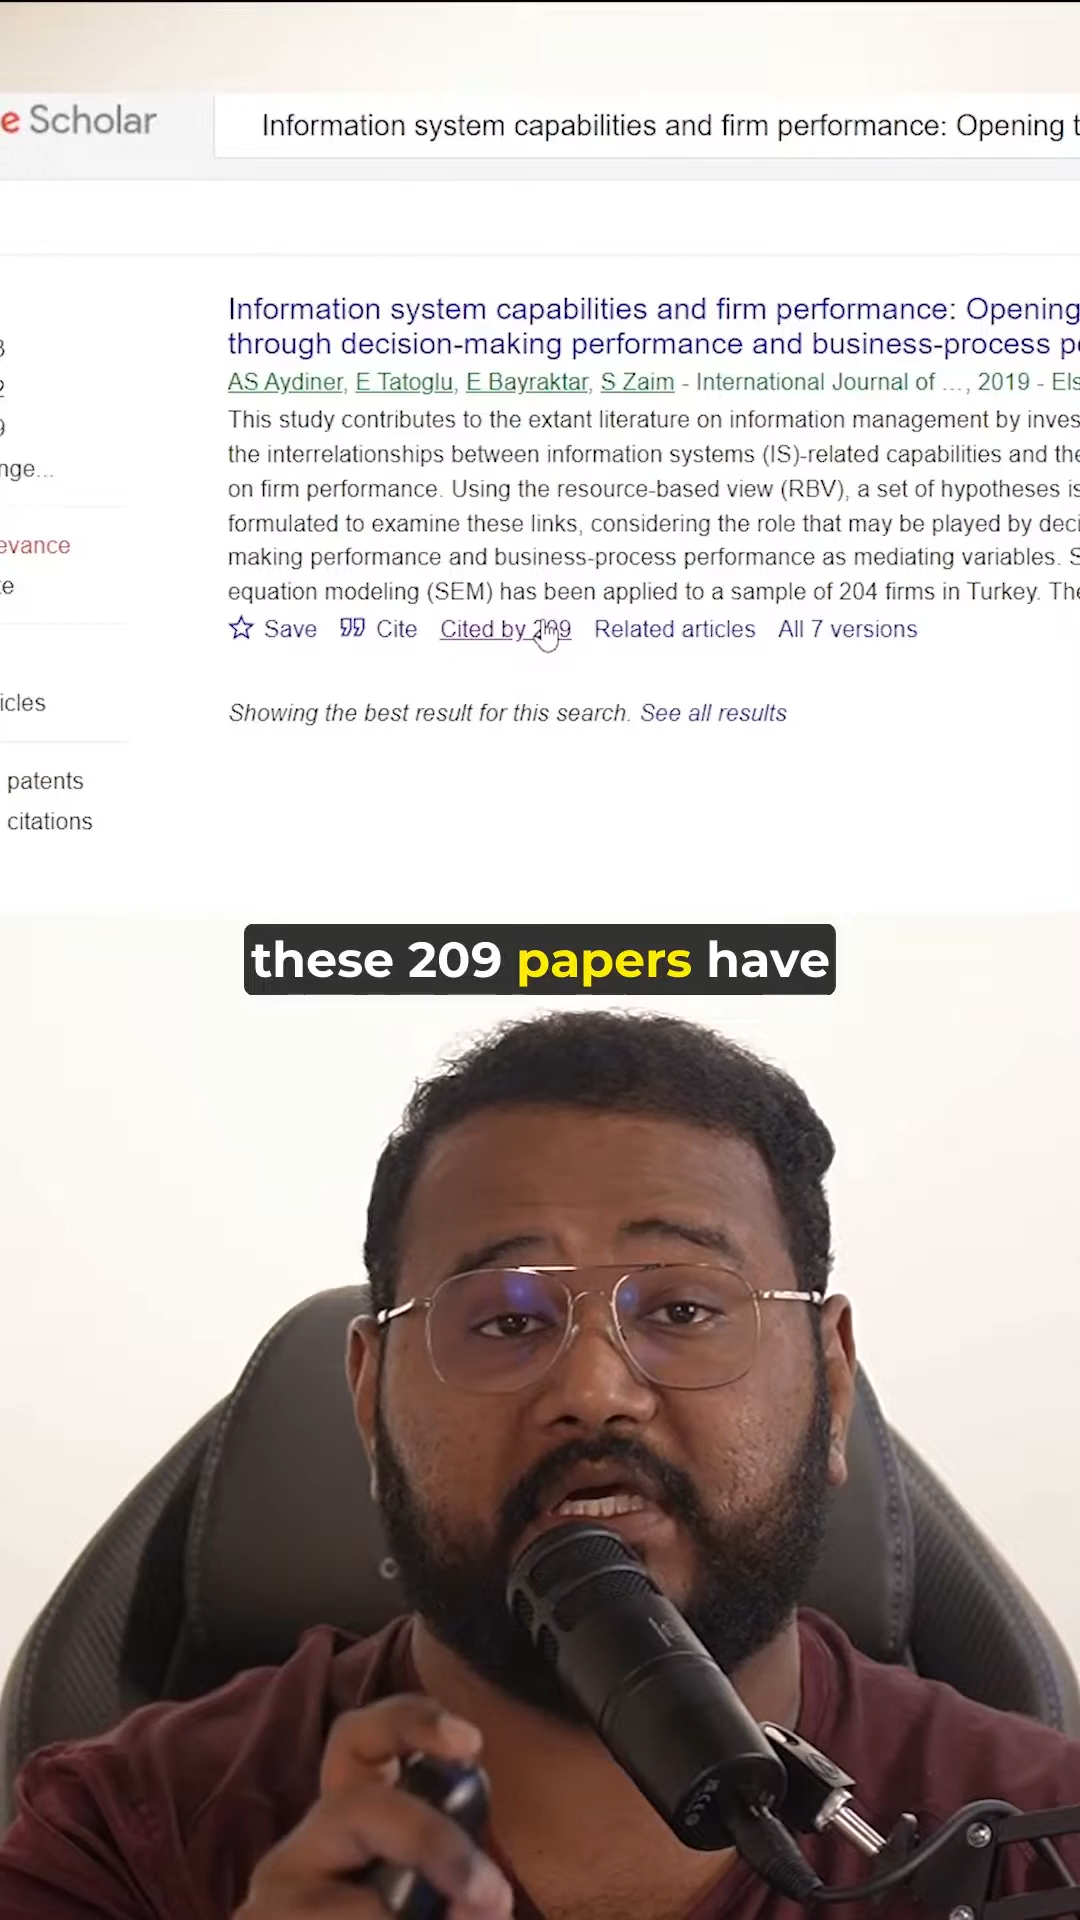 e Scholar
Information system capabilities and firm performance: Opening t
Information system capabilities and firm performance: Opening
through decision-making performance and business-process p
AS Aydiner, E Tatoglu, E Bayraktar, S Zaim - International Journal of ..., 2019 - Els
3
This study contributes to the extant literature on information management by inves
2
the interrelationships between information systems (IS)-related capabilities and the
9
on firm performance. Using the resource-based view (RBV), a set of hypotheses is
nge...
formulated to examine these links, considering the role that may be played by deci
evance
making performance and business-process performance as mediating variables. S
te
equation modeling (SEM) has been applied to a sample of 204 firms in Turkey. The
Save Cite Cited by 209 Related articles All 7 versions
icles
Showing the best result for this search. See all results
patents
citations
these 209 papers have